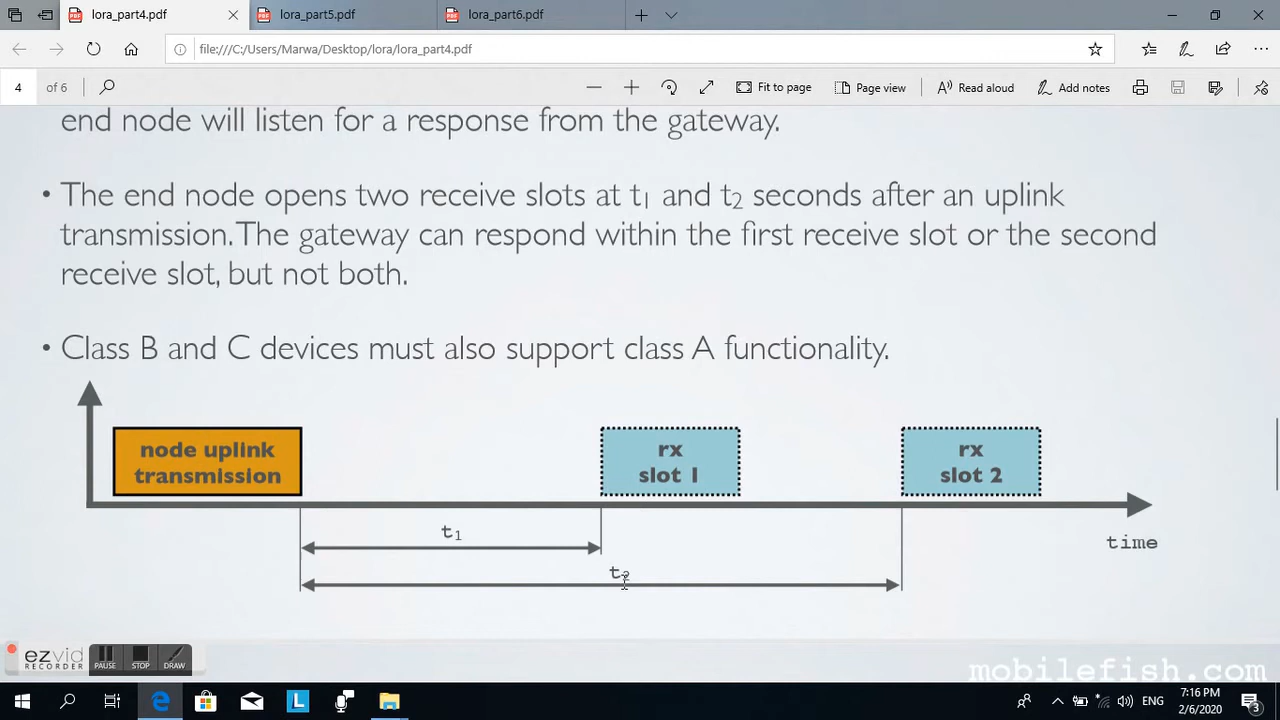 lora_part4.pdf
lora_part5.pdf
lora_part6.pdf
file:///C:/Users/Marwa/Desktop/lora/lora_part4.pdf
4 of 6
Fit to page
Page view
Read aloud
Add notes
end node will listen for a response from the gateway.
• The end node opens two receive slots at t₁ and t₂ seconds after an uplink
transmission. The gateway can respond within the first receive slot or the second
receive slot, but not both.
• Class B and C devices must also support class A functionality.
node uplink
transmission
rx
slot 1
rx
slot 2
t₁
time
t₂
ezvid
RECORDER
PAUSE
STOP
DRAW
mobilefish.com
L
ENG
7:16 PM
2/6/2020
3